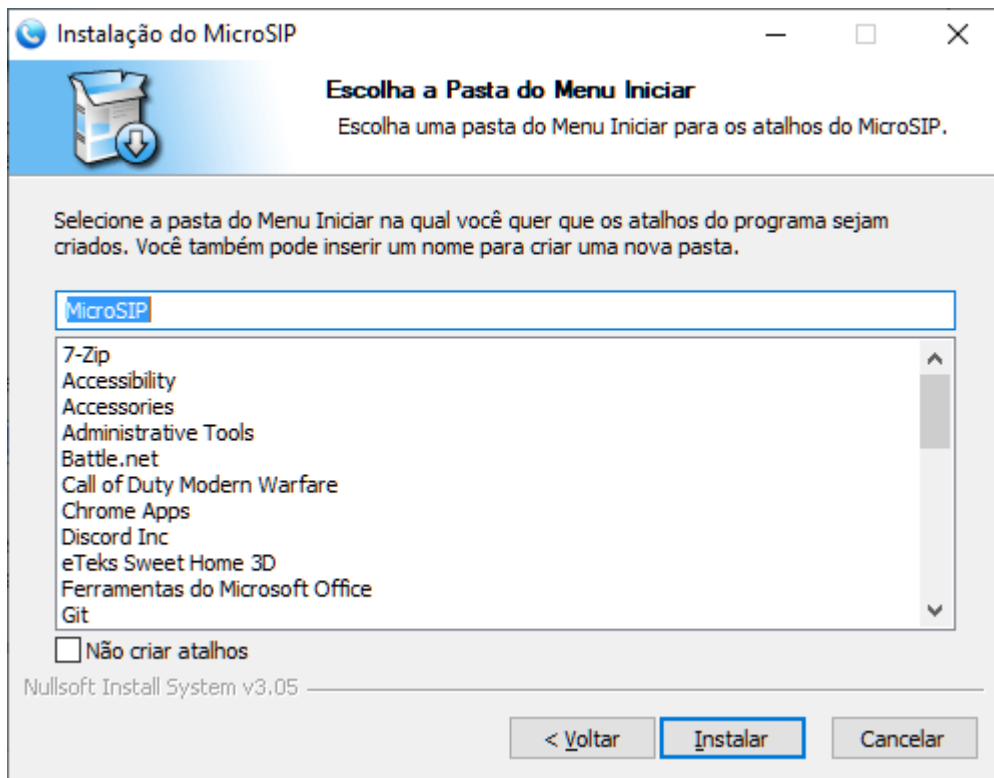 Instalação do MicroSIP
Escolha a Pasta do Menu Iniciar
Escolha uma pasta do Menu Iniciar para os atalhos do MicroSIP.
Selecione a pasta do Menu Iniciar na qual você quer que os atalhos do programa sejam
criados. Você também pode inserir um nome para criar uma nova pasta.
MicroSIP
7-Zip
Accessibility
Accessories
Administrative Tools
Battle.net
Call of Duty Modern Warfare
Chrome Apps
Discord Inc
eTeks Sweet Home 3D
Ferramentas do Microsoft Office
Git
Não criar atalhos
Nullsoft Install System v3.05
< Voltar
Instalar
Cancelar